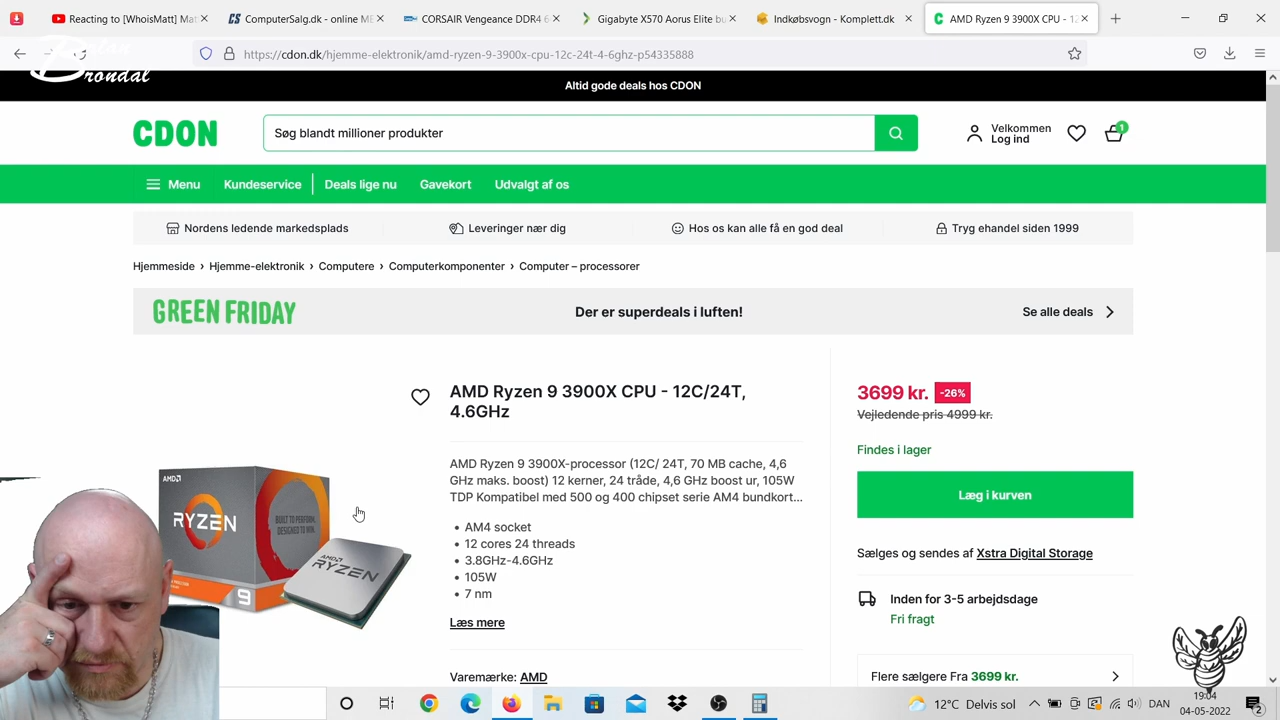 Reacting to [WhoisMatt] Ma
ComputerSalg.dk - online ME
CORSAIR Vengeance DDR4 6
Gigabyte X570 Aorus Elite bu
Indkøbsvogn - Komplett.dk
AMD Ryzen 9 3900X CPU - 12
https://cdon.dk/hjemme-elektronik/amd-ryzen-9-3900x-cpu-12c-24t-4-6ghz-p54335888
Brøndal
Altid gode deals hos CDON
CDON
Søg blandt millioner produkter
Velkommen
Log ind
1
Menu
Kundeservice
Deals lige nu
Gavekort
Udvalgt af os
Nordens ledende markedsplads
Leveringer nær dig
Hos os kan alle få en god deal
Tryg ehandel siden 1999
Hjemmeside › Hjemme-elektronik › Computere › Computerkomponenter › Computer – processorer
GREEN FRIDAY
Der er superdeals i luften!
Se alle deals
AMD Ryzen 9 3900X CPU - 12C/24T,
4.6GHz
AMD Ryzen 9 3900X-processor (12C/ 24T, 70 MB cache, 4,6
GHz maks. boost) 12 kerner, 24 tråde, 4,6 GHz boost ur, 105W
TDP Kompatibel med 500 og 400 chipset serie AM4 bundkort...
• AM4 socket
• 12 cores 24 threads
• 3.8GHz-4.6GHz
• 105W
• 7 nm
Læs mere
Varemærke: AMD
3699 kr. -26%
Vejledende pris 4999 kr.
Findes i lager
Læg i kurven
Sælges og sendes af Xstra Digital Storage
Inden for 3-5 arbejdsdage
Fri fragt
Flere sælgere Fra 3699 kr.
AMD
RYZEN
BUILT TO PERFORM.
DESIGNED TO WIN.
9
AMD
RYZEN
12°C Delvis sol
DAN
19:04
04-05-2022
2